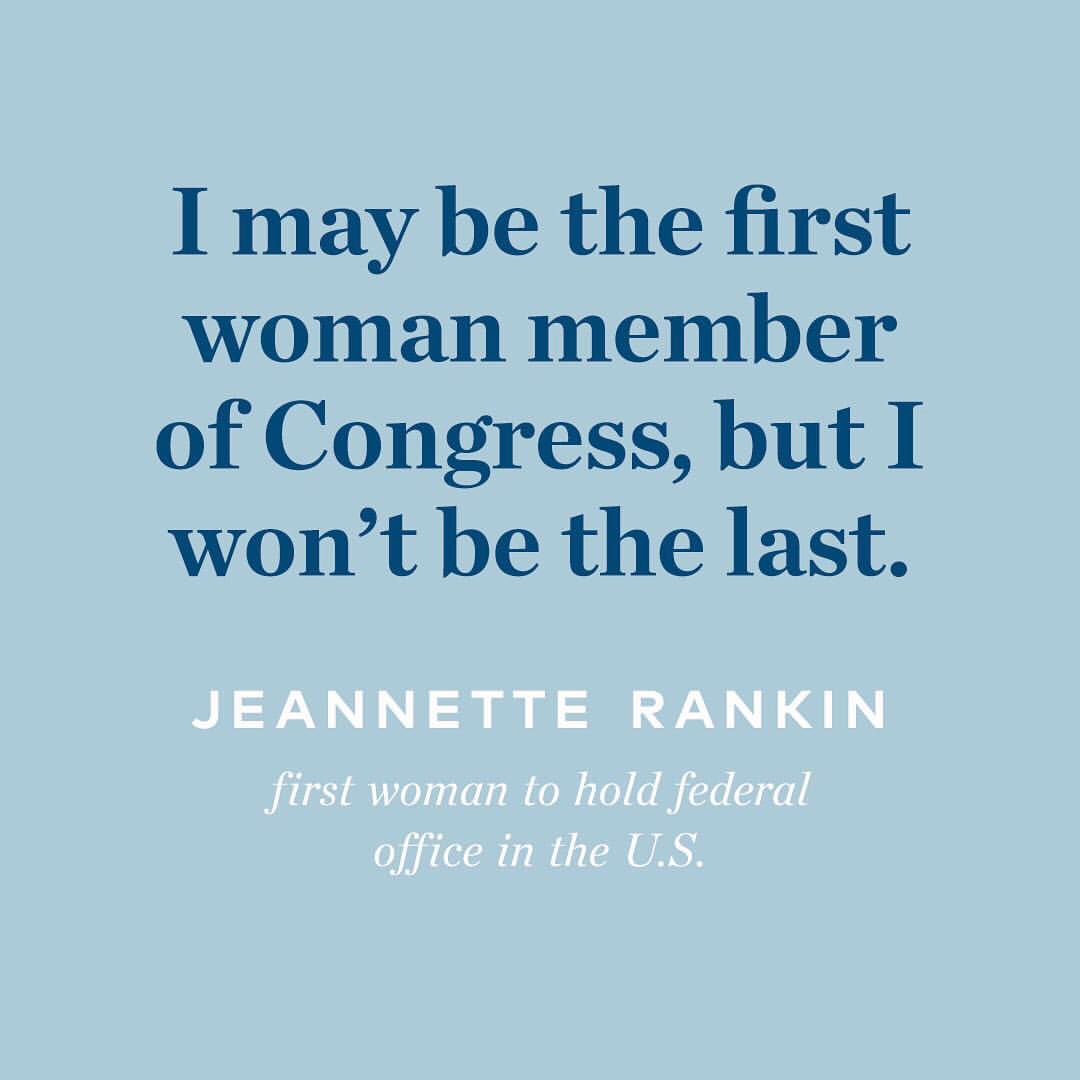 I may be the first
woman member
of Congress, but I
won’t be the last.
JEANNETTE RANKIN
first woman to hold federal
office in the U.S.